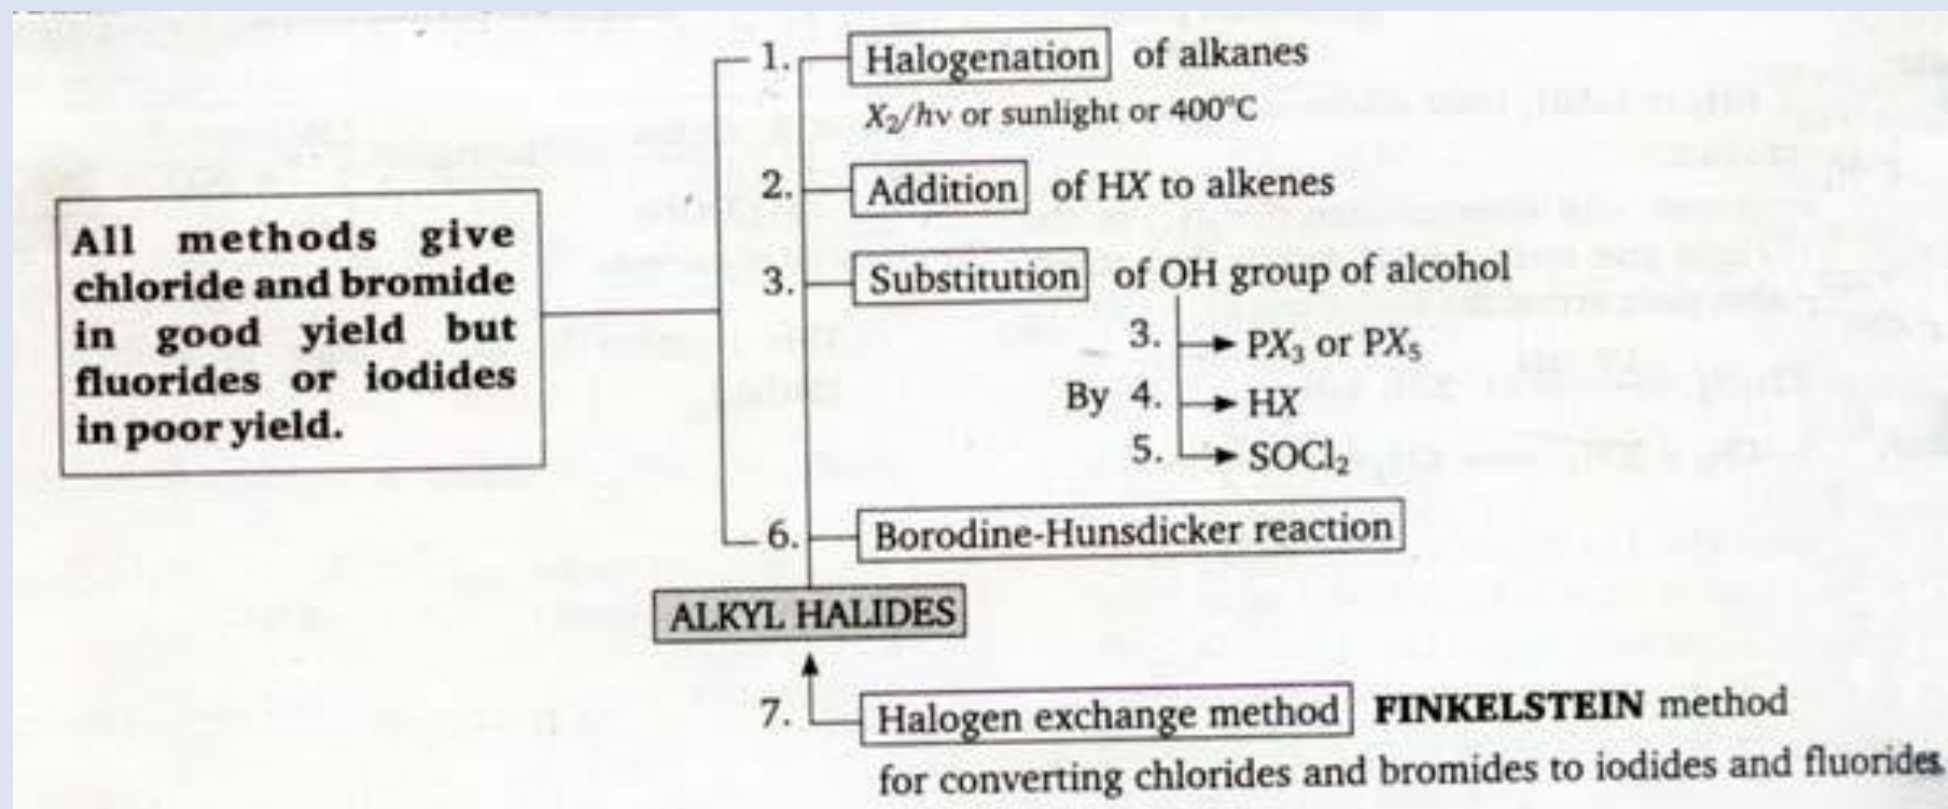 All methods give
chloride and bromide
in good yield but
fluorides or iodides
in poor yield.
1. Halogenation of alkanes
X₂/hν or sunlight or 400°C
2. Addition of HX to alkenes
3. Substitution of OH group of alcohol
3. PX₃ or PX₅
By 4. HX
5. SOCl₂
6. Borodine-Hunsdicker reaction
ALKYL HALIDES
7. Halogen exchange method FINKELSTEIN method
for converting chlorides and bromides to iodides and fluorides